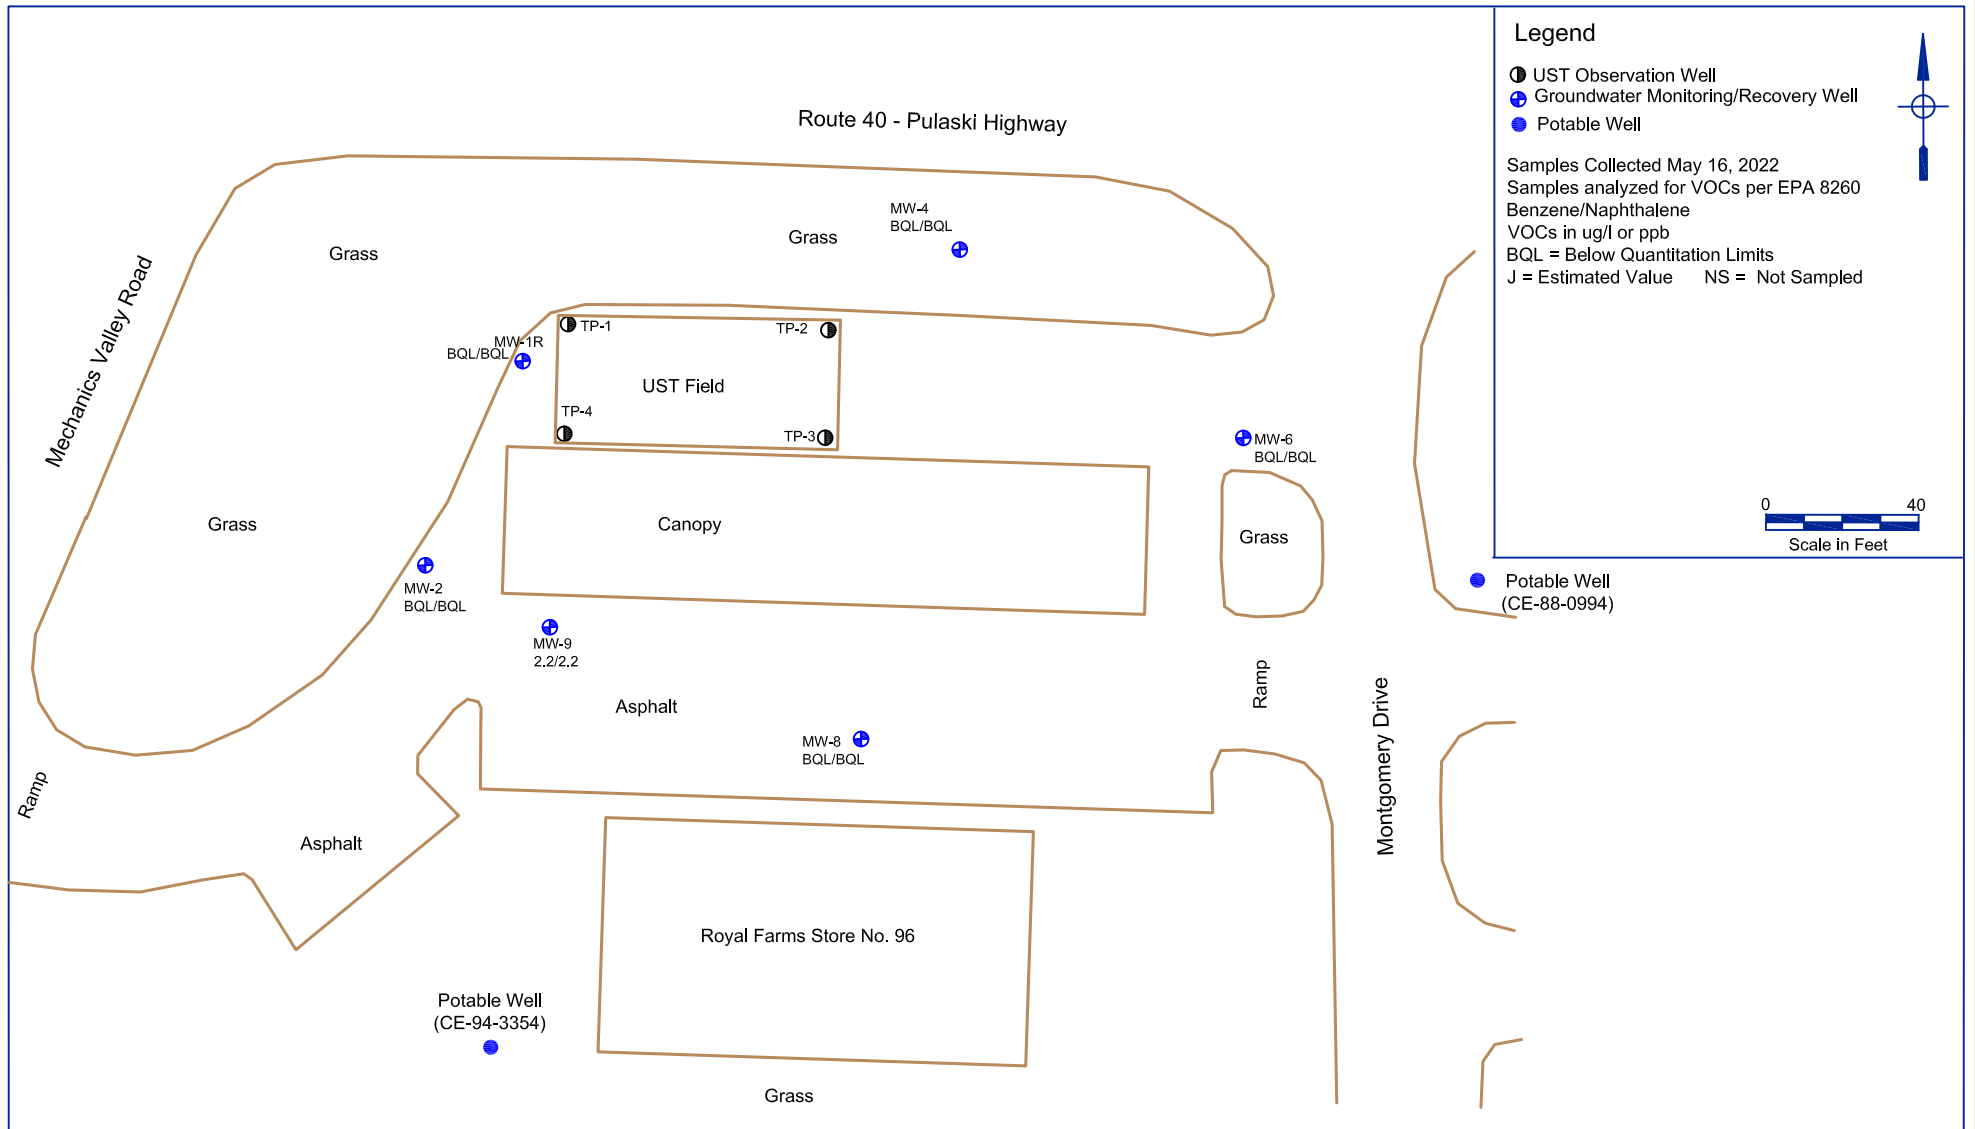 Legend
UST Observation Well
Groundwater Monitoring/Recovery Well
Potable Well
Samples Collected May 16, 2022
Samples analyzed for VOCs per EPA 8260
Benzene/Naphthalene
VOCs in ug/l or ppb
BQL = Below Quantitation Limits
J = Estimated Value NS = Not Sampled
0 40
Scale in Feet
Route 40 - Pulaski Highway
MW-4
BQL/BQL
Grass
Grass
Mechanics Valley Road
TP-1
TP-2
MW-1R
BQL/BQL
UST Field
TP-4
TP-3
MW-6
BQL/BQL
Grass
Canopy
Grass
MW-2
BQL/BQL
Potable Well
(CE-88-0994)
MW-9
2.2/2.2
Ramp
Asphalt
Montgomery Drive
MW-8
BQL/BQL
Ramp
Asphalt
Royal Farms Store No. 96
Potable Well
(CE-94-3354)
Grass